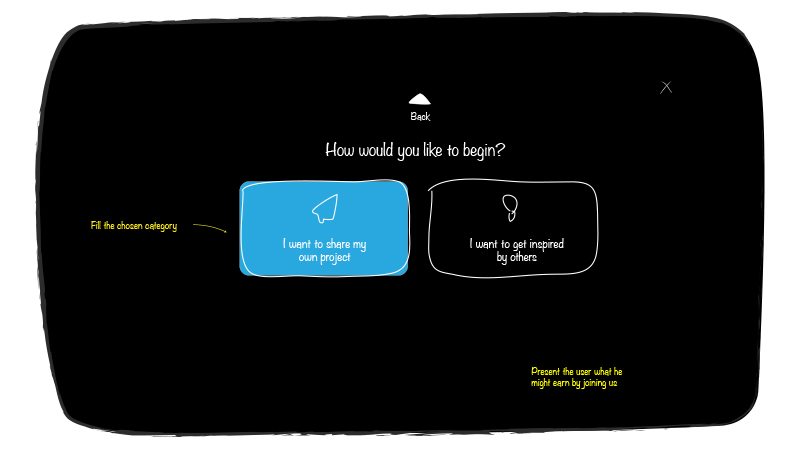 Back
How would you like to begin?
Fill the chosen category
I want to share my
own project
I want to get inspired
by others
Present the user what he
might earn by joining us